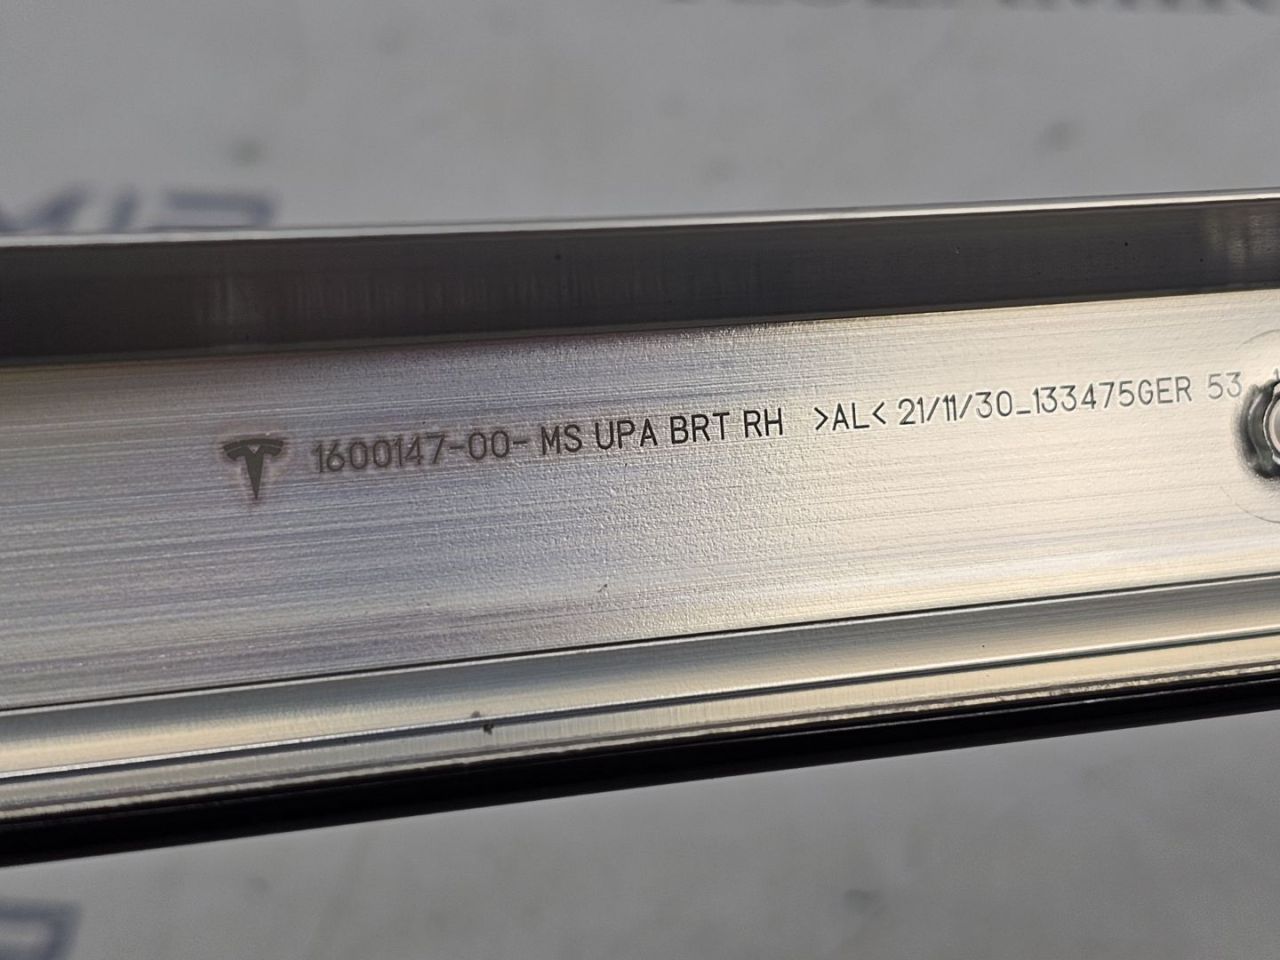 1600147-00- MS UPA BRT RH >AL< 21/11/30_133475GER 53